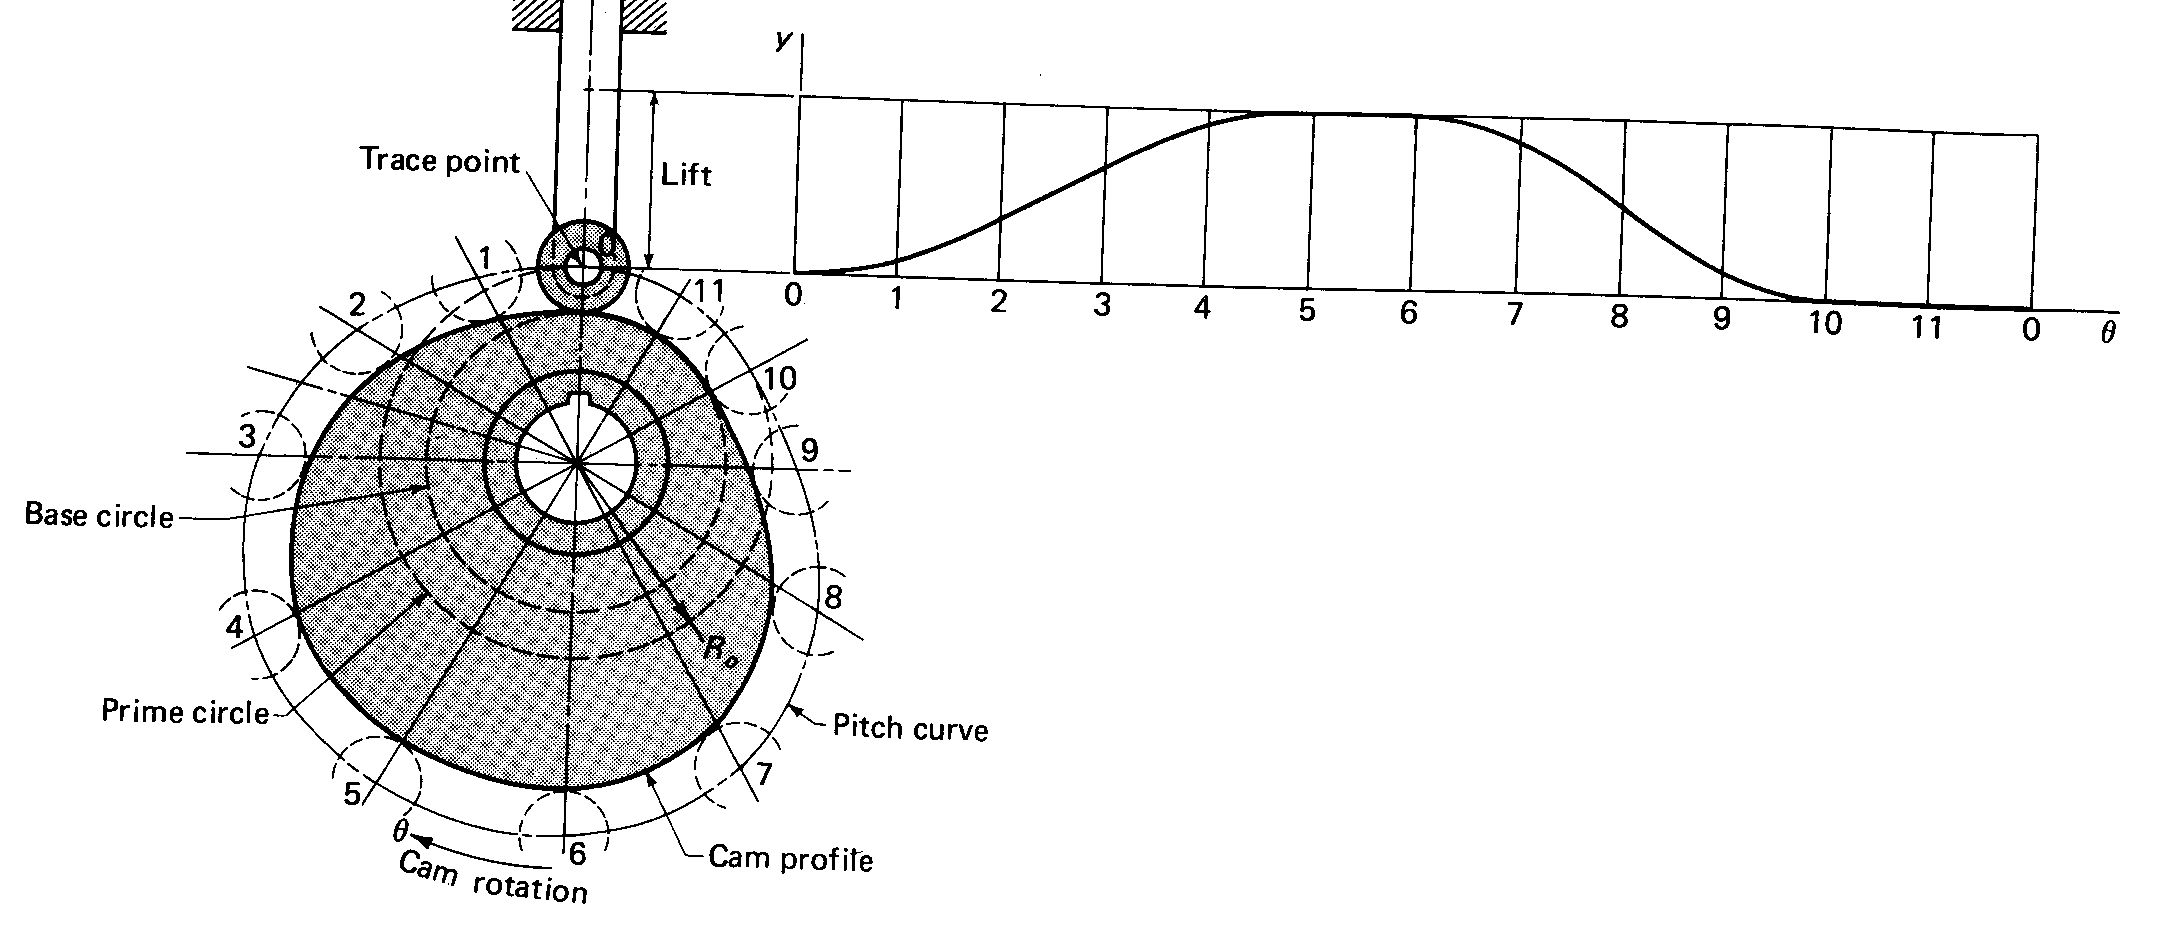 y
Trace point
Lift
0
1
11
2
0 1 2 3 4 5 6 7 8 9 10 11 0 θ
10
3
9
Base circle
8
4
R₀
Prime circle
Pitch curve
7
5
θ
6
Cam profile
Cam rotation